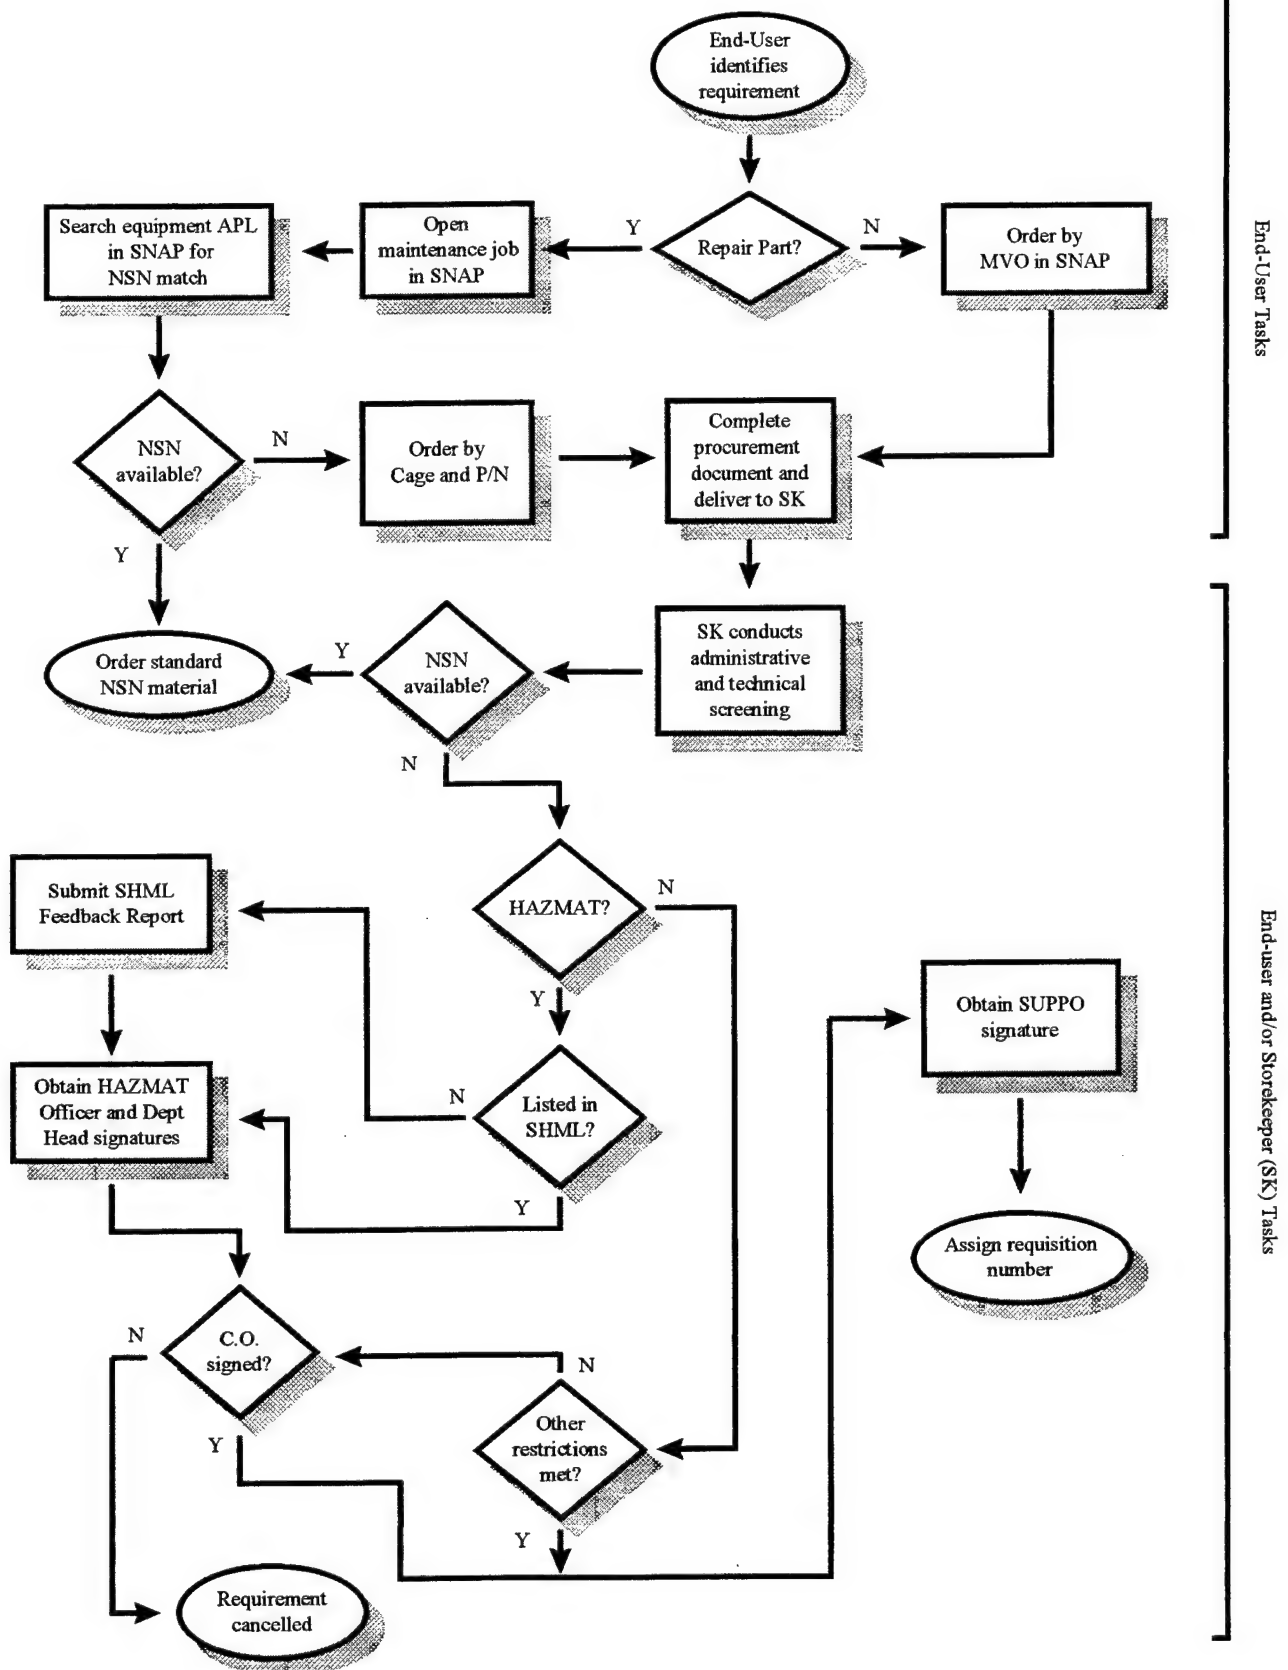 End-User
identifies
requirement
Search equipment APL
in SNAP for
NSN match
Open
maintenance job
in SNAP
Y
Repair Part?
N
Order by
MVO in SNAP
End-User Tasks
NSN
available?
N
Order by
Cage and P/N
Complete
procurement
document and
deliver to SK
Y
Order standard
NSN material
Y
NSN
available?
SK conducts
administrative
and technical
screening
N
Submit SHML
Feedback Report
HAZMAT?
N
Y
Obtain SUPPO
signature
End-user and/or Storekeeper (SK) Tasks
Obtain HAZMAT
Officer and Dept
Head signatures
N
Listed in
SHML?
Y
Assign requisition
number
N
C.O.
signed?
N
Y
Other
restrictions
met?
Y
Requirement
cancelled